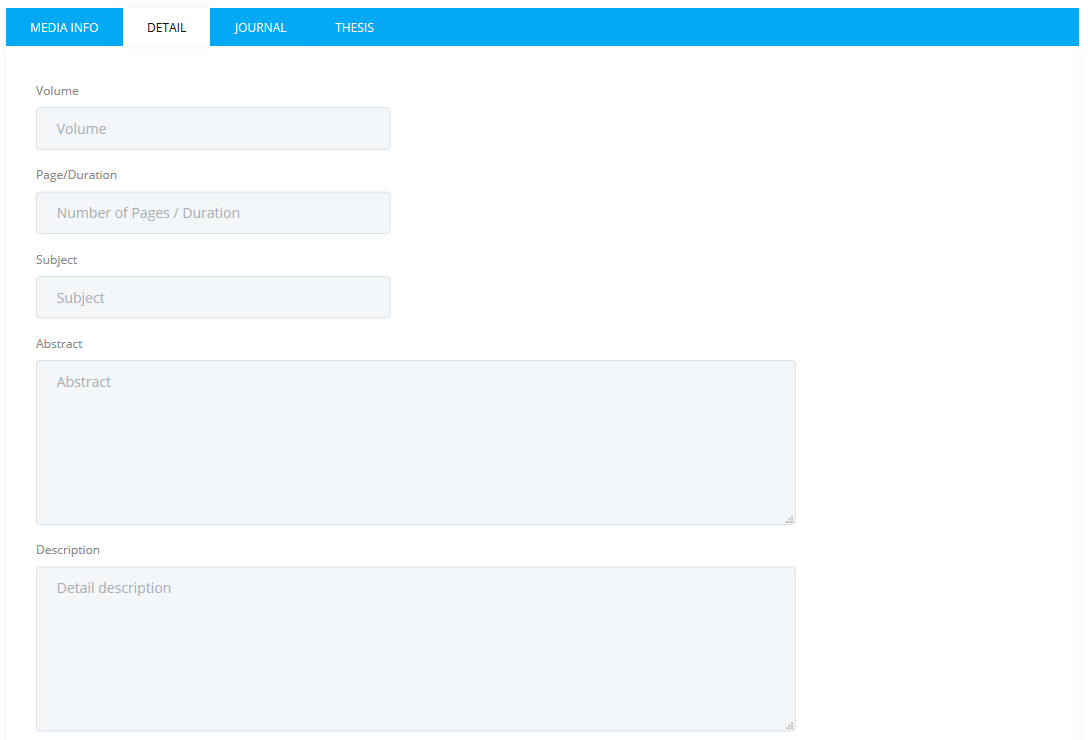 MEDIA INFO DETAIL JOURNAL THESIS
Volume
Volume
Page/Duration
Number of Pages / Duration
Subject
Subject
Abstract
Abstract
Description
Detail description